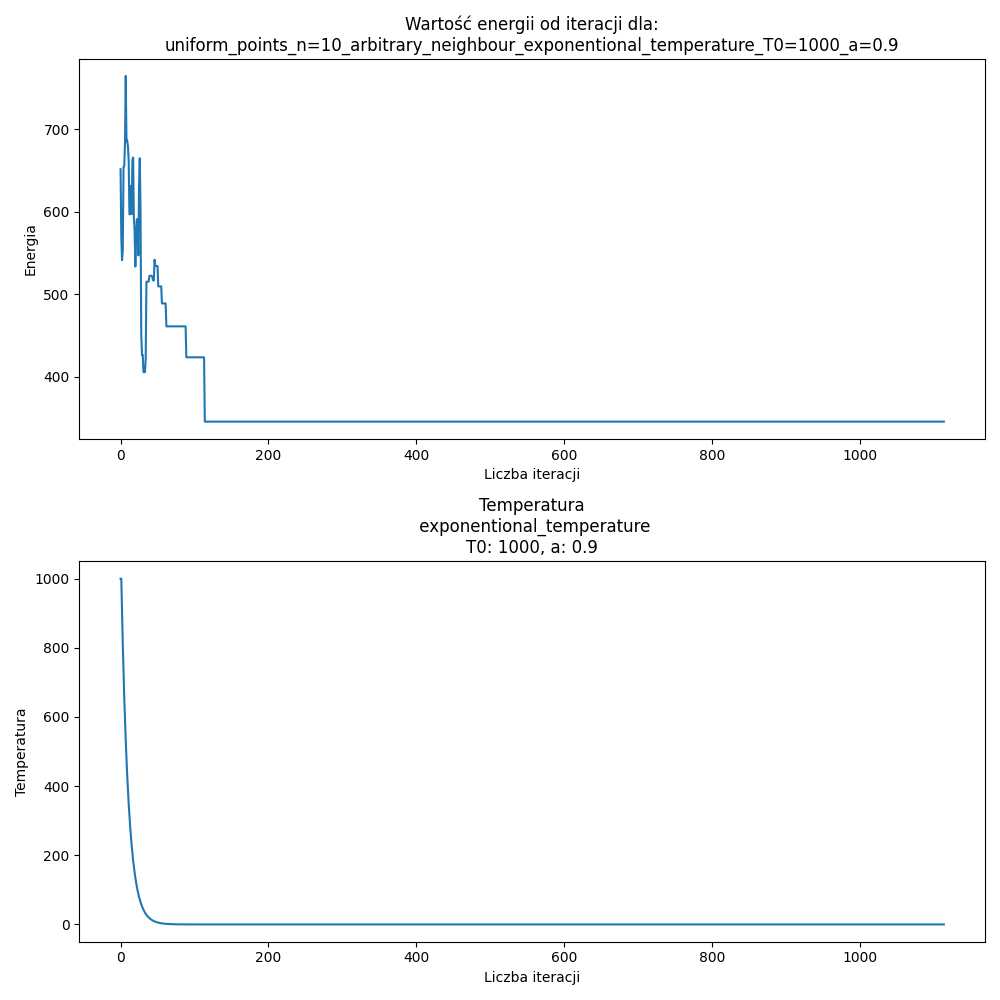 Wartość energii od iteracji dla:
uniform_points_n=10_arbitrary_neighbour_exponentional_temperature_T0=1000_a=0.9
700
600
500
400
Energia
0 200 400 600 800 1000
Liczba iteracji
Temperatura
exponentional_temperature
T0: 1000, a: 0.9
1000
800
600
400
200
0
Temperatura
0 200 400 600 800 1000
Liczba iteracji